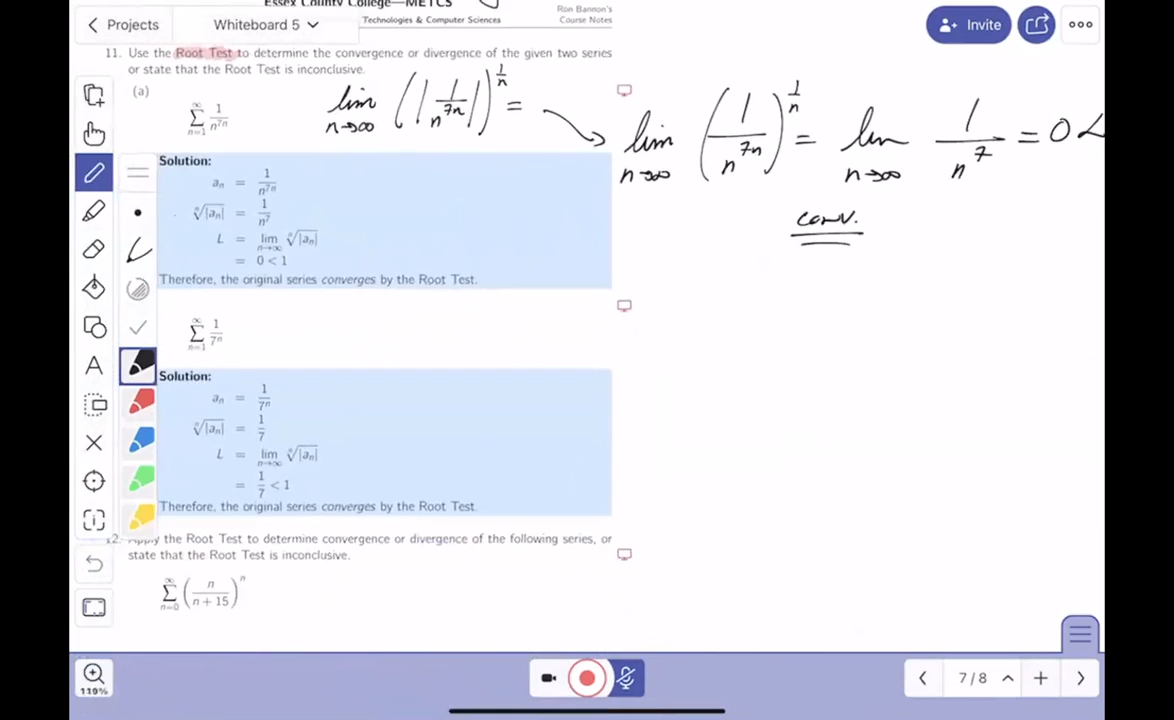 Essex County College—METCS
Technologies & Computer Sciences
Ron Bannon's
Course Notes
Projects
Whiteboard 5
Invite
11. Use the Root Test to determine the convergence or divergence of the given two series
or state that the Root Test is inconclusive.
(a)
∑_{n=1}^{∞} 1/n^{7n}
lim_{n→∞} (|1/n^{7n}|)^{1/n} =
lim_{n→∞} (1/n^{7n})^{1/n} = lim_{n→∞} 1/n^7 = 0 <
conv.
Solution:
a_n = 1/n^{7n}
ⁿ√|a_n| = 1/n^7
L = lim_{n→∞} ⁿ√|a_n|
= 0 < 1
Therefore, the original series converges by the Root Test.
∑_{n=1}^{∞} 1/7^n
Solution:
a_n = 1/7^n
ⁿ√|a_n| = 1/7
L = lim_{n→∞} ⁿ√|a_n|
= 1/7 < 1
Therefore, the original series converges by the Root Test.
12. Apply the Root Test to determine convergence or divergence of the following series, or
state that the Root Test is inconclusive.
∑_{n=0}^{∞} (n/(n + 15))^n
A
119%
7/8